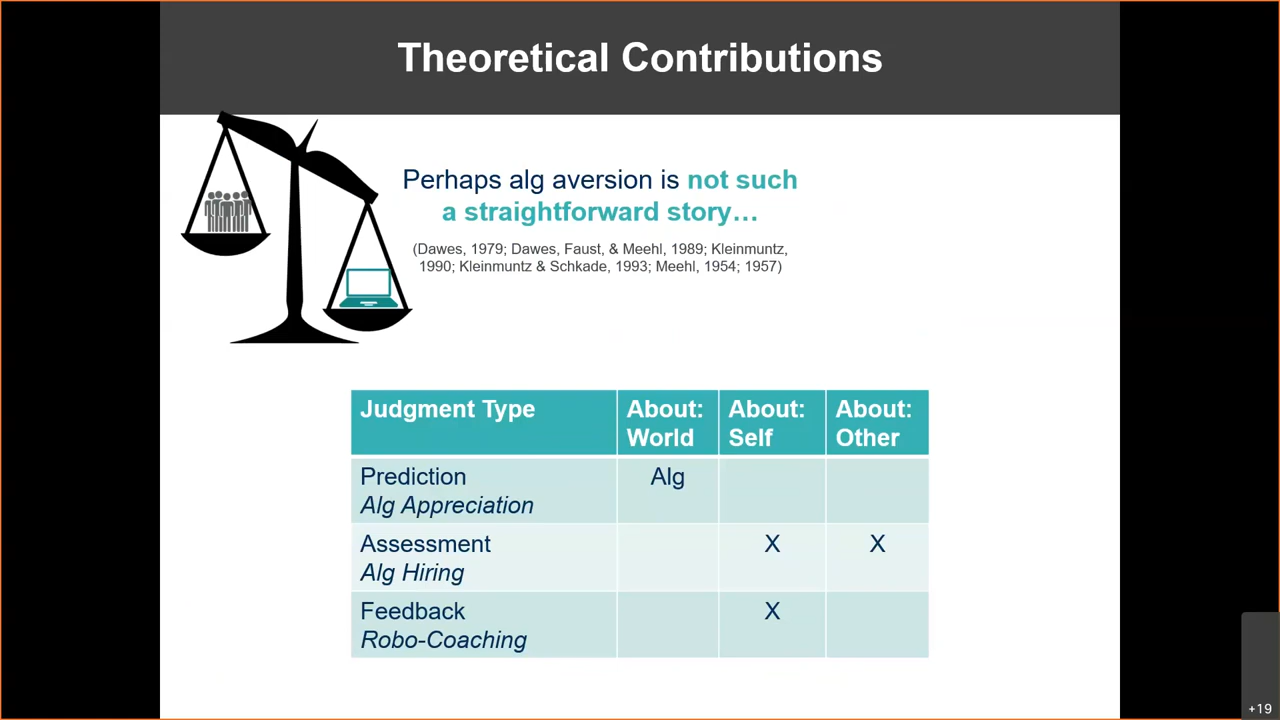 Theoretical Contributions
Perhaps alg aversion is not such
a straightforward story…
(Dawes, 1979; Dawes, Faust, & Meehl, 1989; Kleinmuntz,
1990; Kleinmuntz & Schkade, 1993; Meehl, 1954; 1957)
Judgment Type About: World About: Self About: Other
Prediction Alg
Alg Appreciation
Assessment X X
Alg Hiring
Feedback X
Robo-Coaching
+19